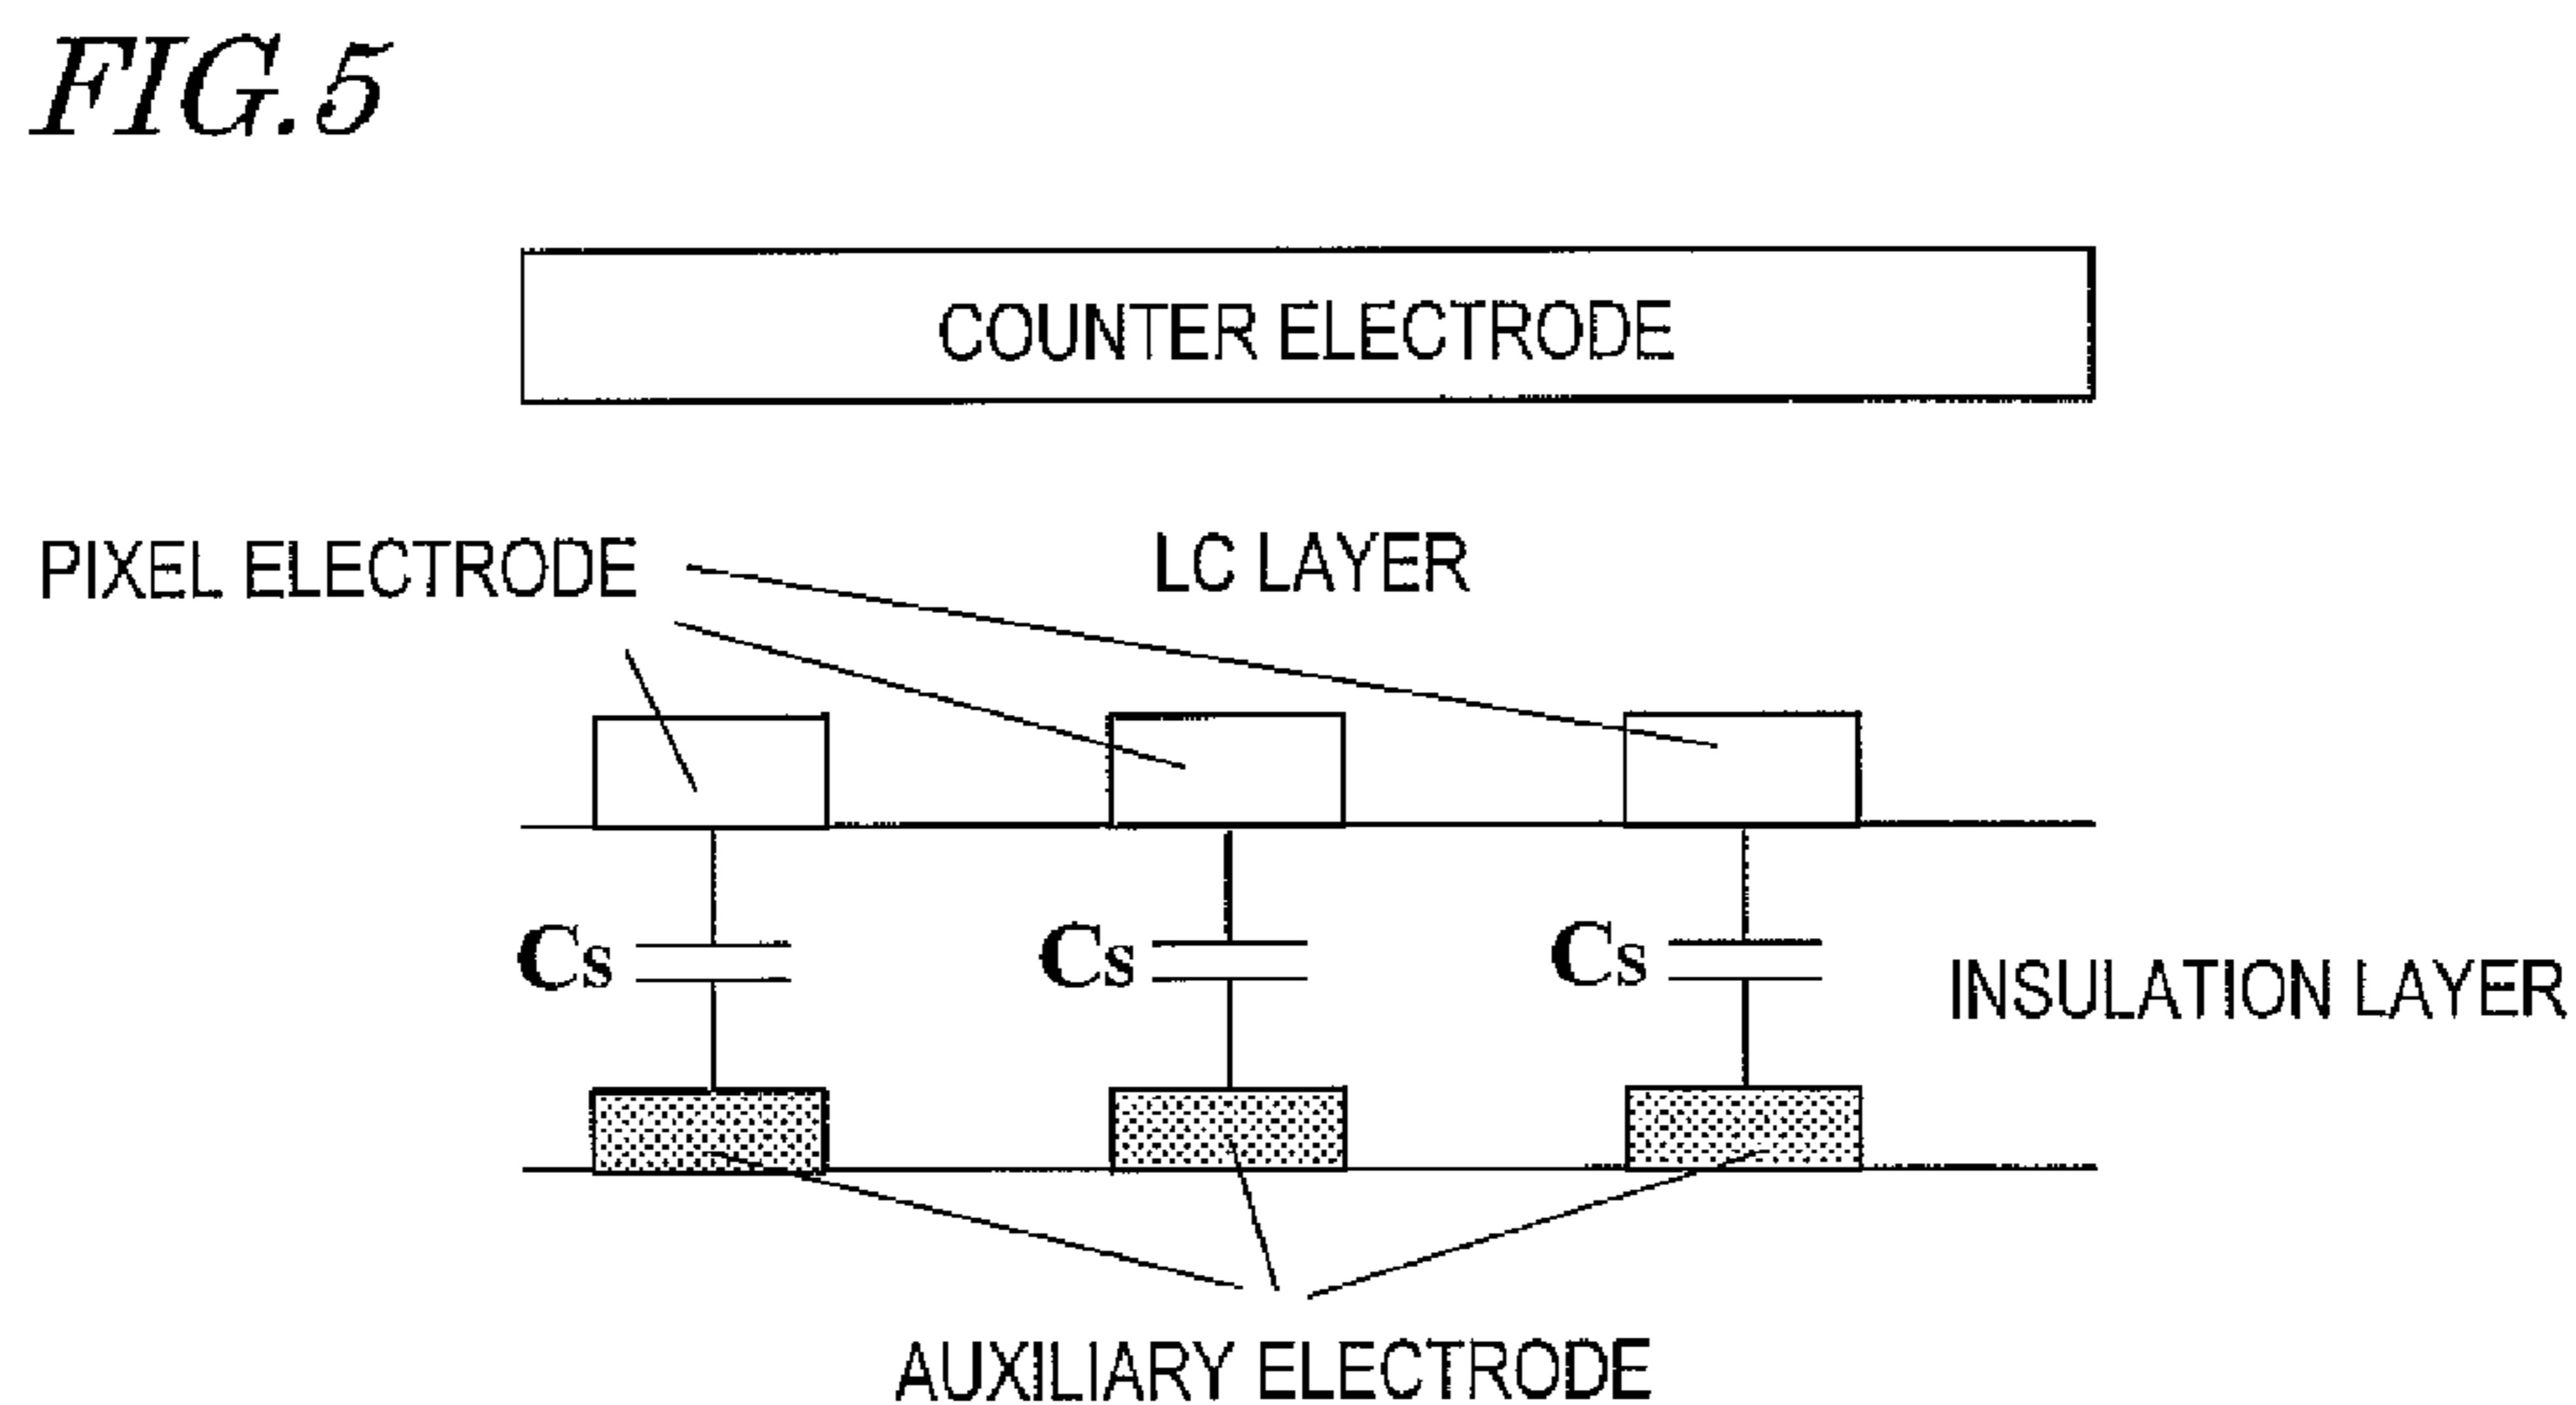 FIG.5
COUNTER ELECTRODE
PIXEL ELECTRODE
LC LAYER
Cs
Cs
Cs
INSULATION LAYER
AUXILIARY ELECTRODE